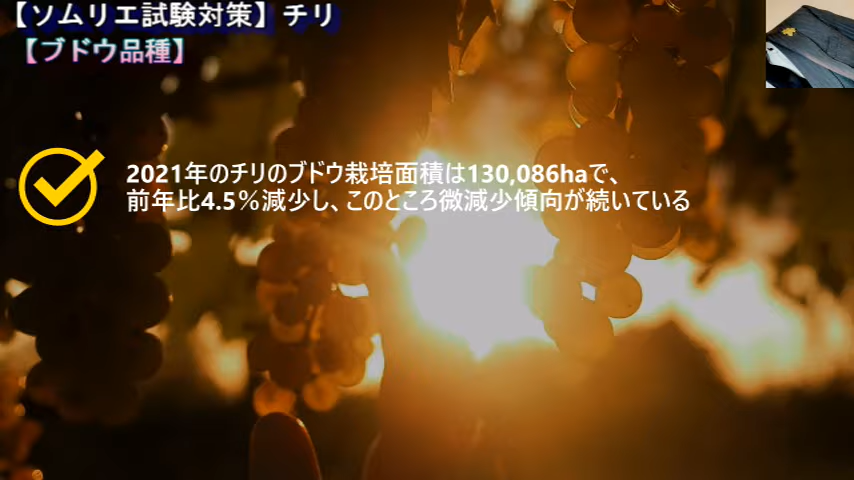 【ソムリエ試験対策】チリ
【ブドウ品種】
2021年のチリのブドウ栽培面積は130,086haで、
前年比4.5％減少し、このところ微減少傾向が続いている